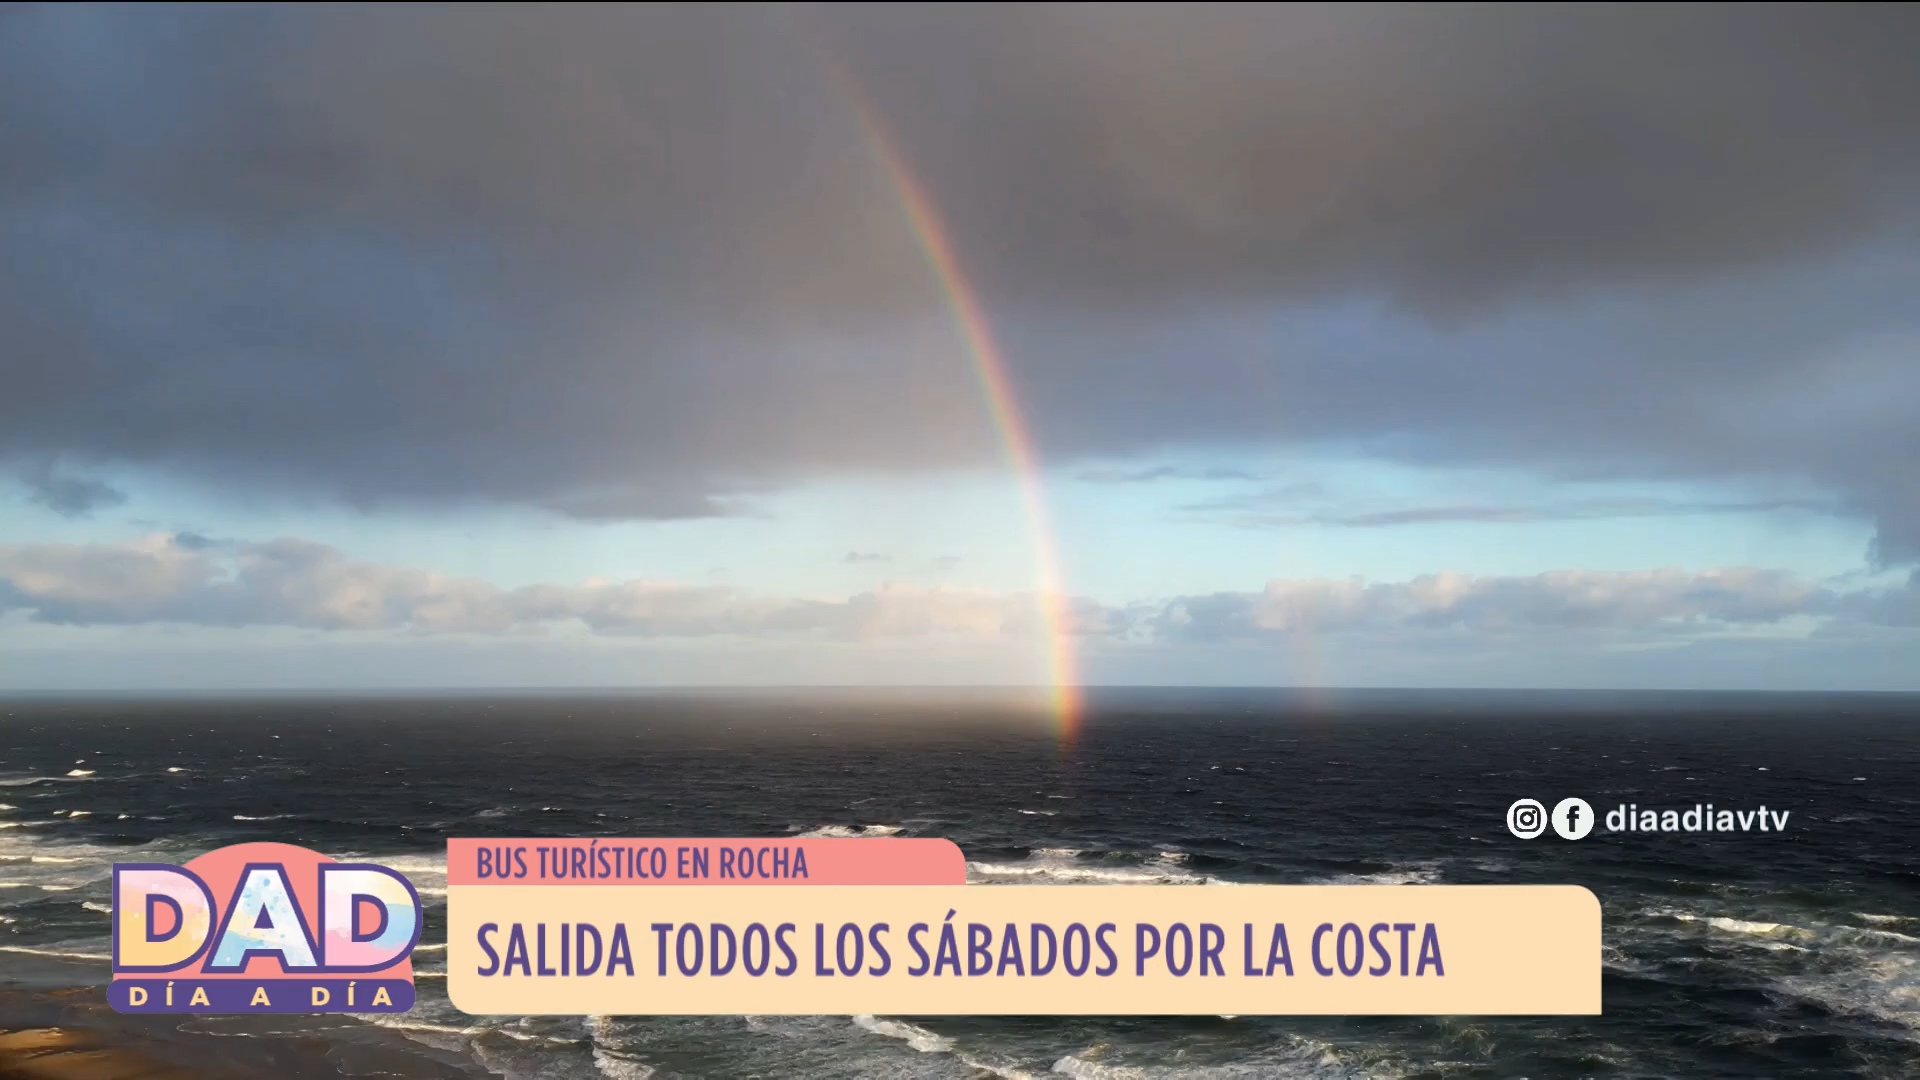 diaadiavtv
BUS TURÍSTICO EN ROCHA
SALIDA TODOS LOS SÁBADOS POR LA COSTA
DAD
DÍA A DÍA